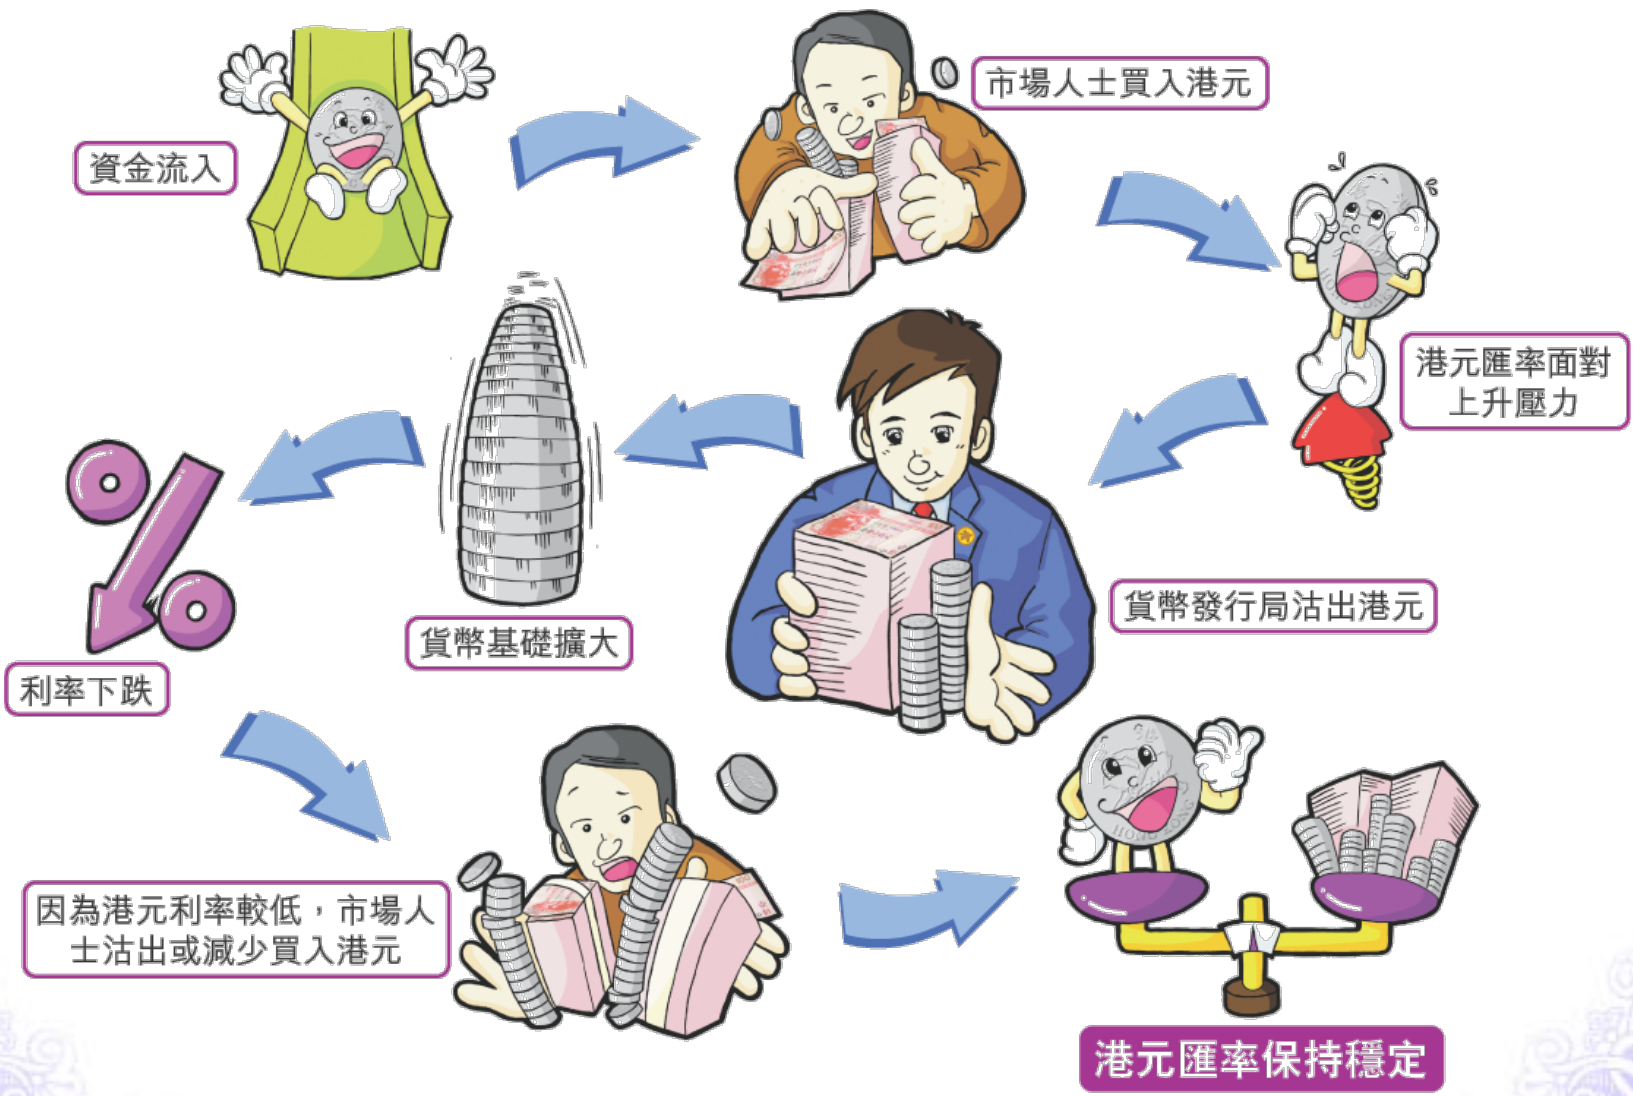 資金流入
市場人士買入港元
港元匯率面對
上升壓力
貨幣發行局沽出港元
貨幣基礎擴大
利率下跌
因為港元利率較低，市場人
士沽出或減少買入港元
港元匯率保持穩定
HONG KONG